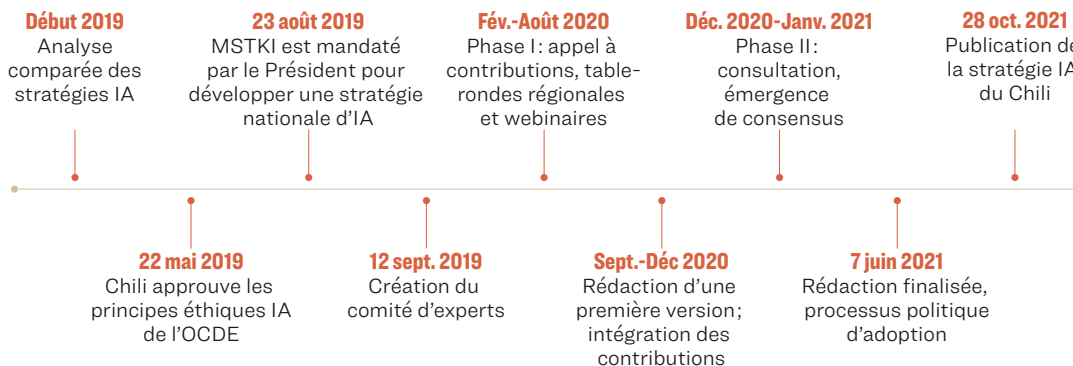 Début 2019
Analyse
comparée des
stratégies IA
23 août 2019
MSTKI est mandaté
par le Président pour
développer une stratégie
nationale d'IA
Fév.-Août 2020
Phase I : appel à
contributions, table-
rondes régionales
et webinaires
Déc. 2020-Janv. 2021
Phase II :
consultation,
émergence
de consensus
28 oct. 2021
Publication de
la stratégie IA
du Chili
22 mai 2019
Chili approuve les
principes éthiques IA
de l'OCDE
12 sept. 2019
Création du
comité d'experts
Sept.-Déc 2020
Rédaction d'une
première version ;
intégration des
contributions
7 juin 2021
Rédaction finalisée,
processus politique
d'adoption